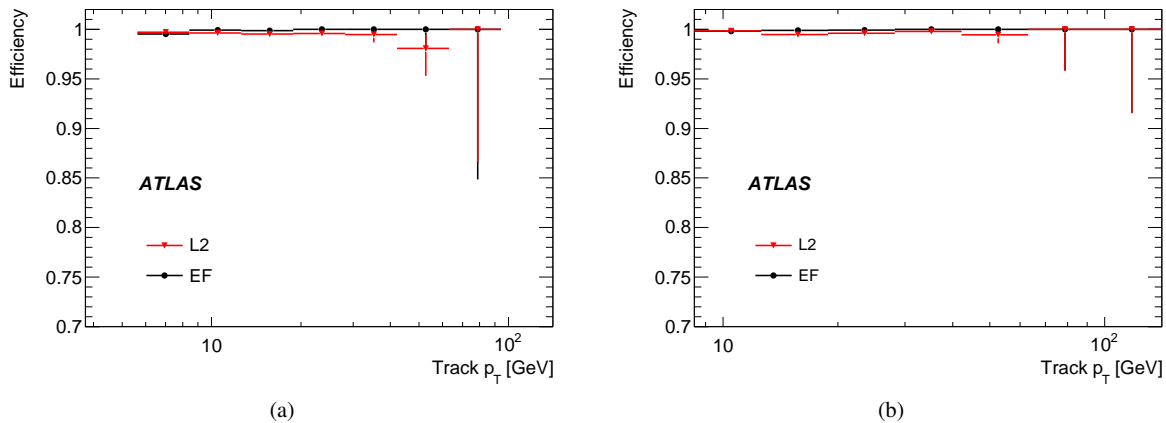 Efficiency
1
0.95
0.9
0.85
0.8
0.75
0.7
ATLAS
L2
EF
10
10²
Track p_T [GeV]
(a)
Efficiency
1
0.95
0.9
0.85
0.8
0.75
0.7
ATLAS
L2
EF
10
10²
Track p_T [GeV]
(b)